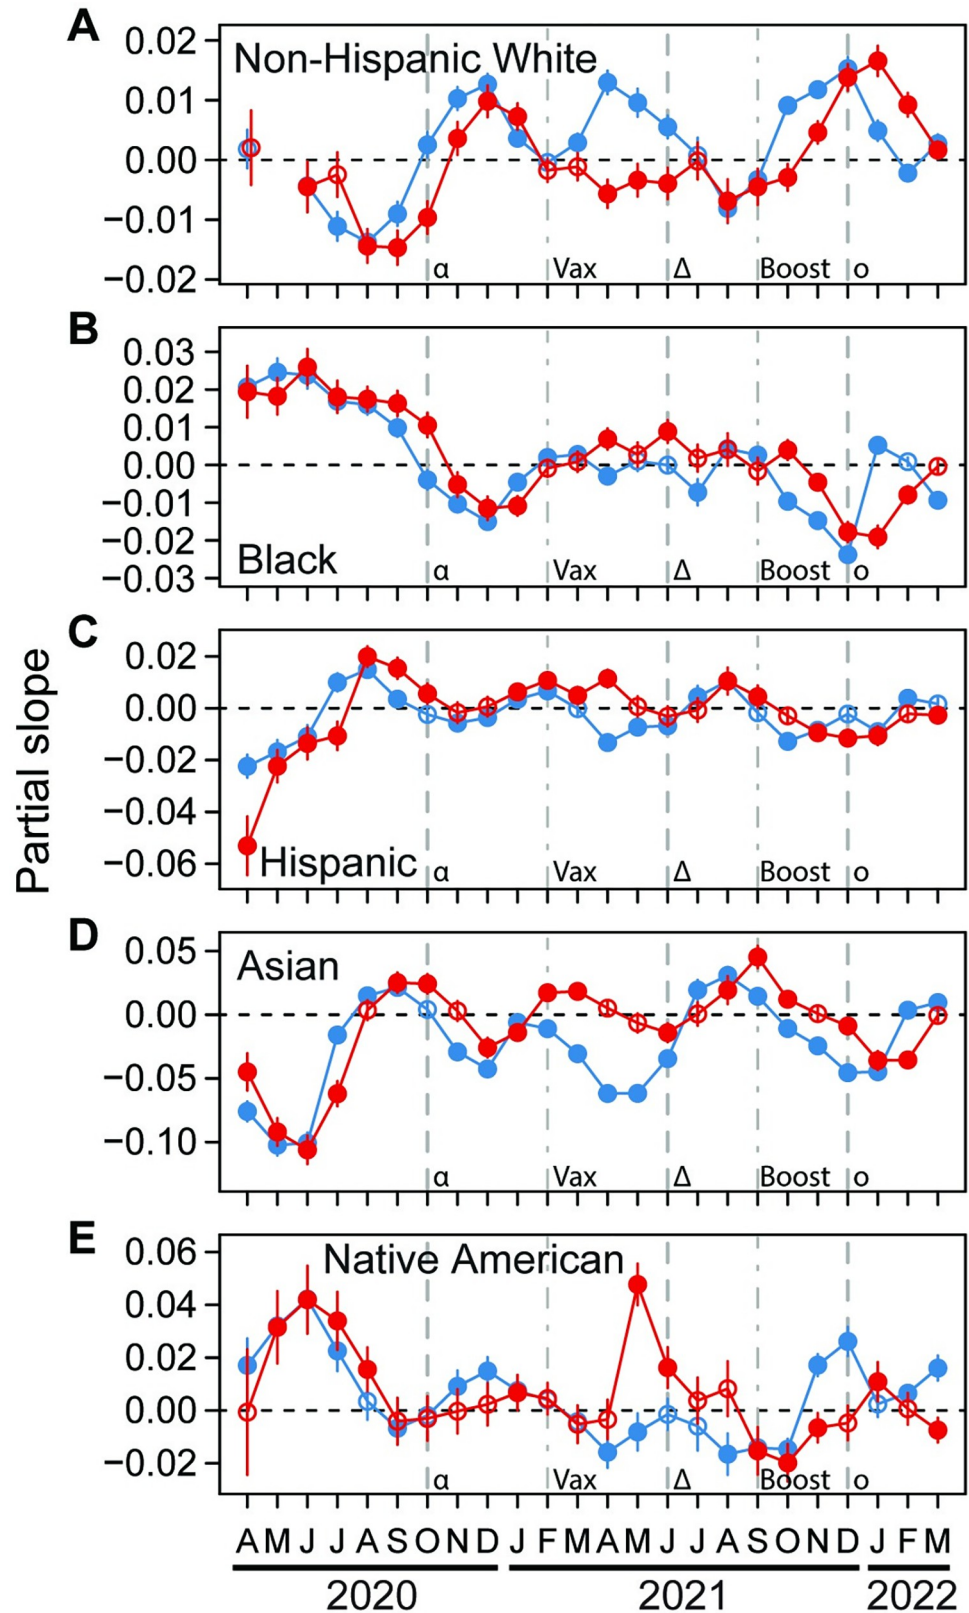 A
Non-Hispanic White
0.02
0.01
0.00
−0.01
−0.02
α Vax Δ Boost o
B
0.03
0.02
0.01
0.00
−0.01
−0.02
−0.03
Black
α Vax Δ Boost o
C
0.02
0.00
−0.02
−0.04
−0.06
Hispanic
α Vax Δ Boost o
Partial slope
D
Asian
0.05
0.00
−0.05
−0.10
α Vax Δ Boost o
E
Native American
0.06
0.04
0.02
0.00
−0.02
α Vax Δ Boost o
A M J J A S O N D J F M A M J J A S O N D J F M
2020 2021 2022